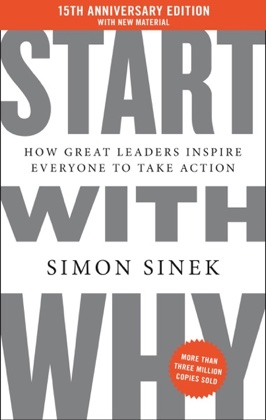 15TH ANNIVERSARY EDITION
WITH NEW MATERIAL
START
HOW GREAT LEADERS INSPIRE
EVERYONE TO TAKE ACTION
WITH
SIMON SINEK
WHY
MORE THAN
THREE MILLION
COPIES SOLD